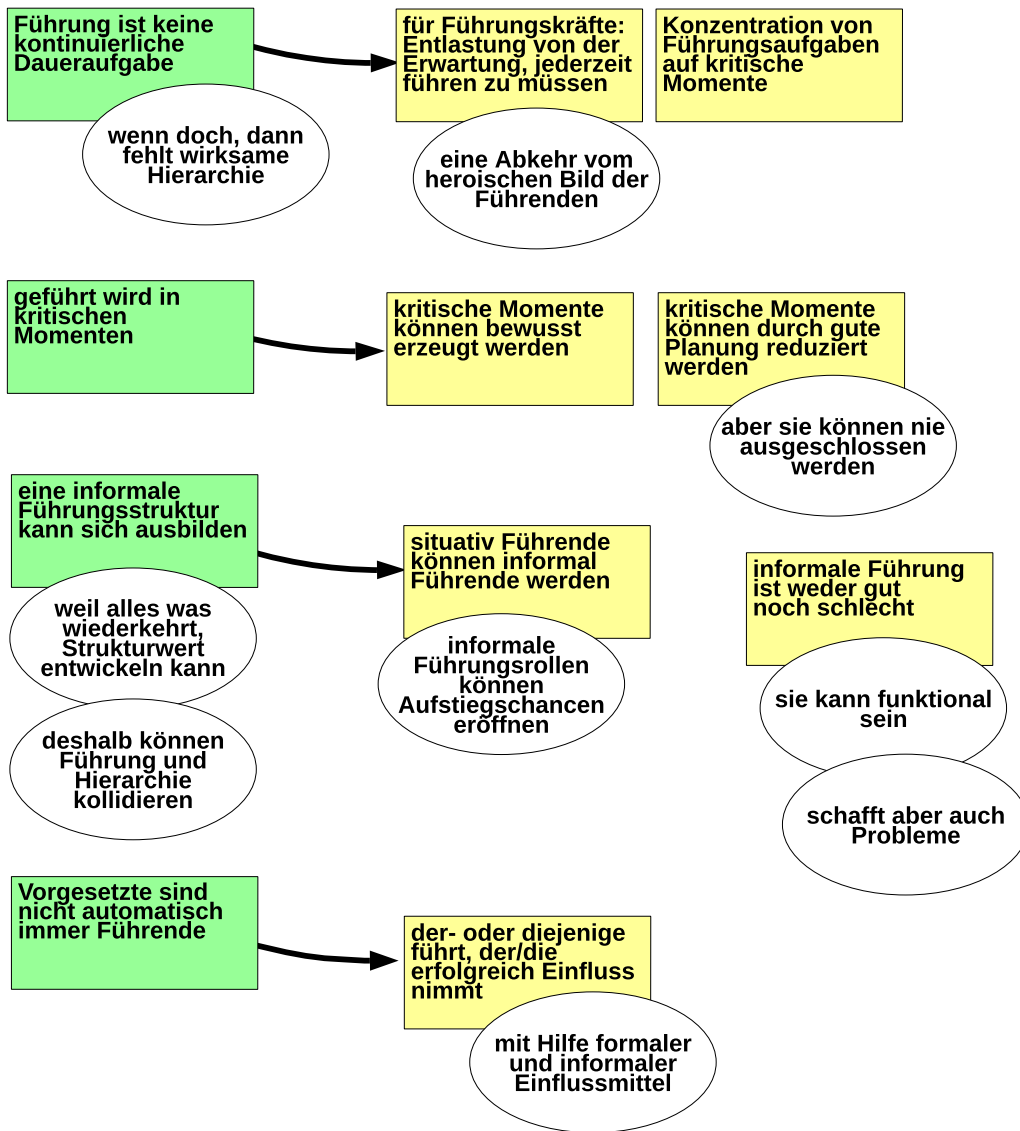 Führung ist keine
kontinuierliche
Daueraufgabe
wenn doch, dann
fehlt wirksame
Hierarchie
für Führungskräfte:
Entlastung von der
Erwartung, jederzeit
führen zu müssen
eine Abkehr vom
heroischen Bild der
Führenden
Konzentration von
Führungsaufgaben
auf kritische
Momente
geführt wird in
kritischen
Momenten
kritische Momente
können bewusst
erzeugt werden
kritische Momente
können durch gute
Planung reduziert
werden
aber sie können nie
ausgeschlossen
werden
eine informale
Führungsstruktur
kann sich ausbilden
weil alles was
wiederkehrt,
Strukturwert
entwickeln kann
deshalb können
Führung und
Hierarchie
kollidieren
situativ Führende
können informal
Führende werden
informale
Führungsrollen
können
Aufstiegschancen
eröffnen
informale Führung
ist weder gut
noch schlecht
sie kann funktional
sein
schafft aber auch
Probleme
Vorgesetzte sind
nicht automatisch
immer Führende
der- oder diejenige
führt, der/die
erfolgreich Einfluss
nimmt
mit Hilfe formaler
und informaler
Einflussmittel